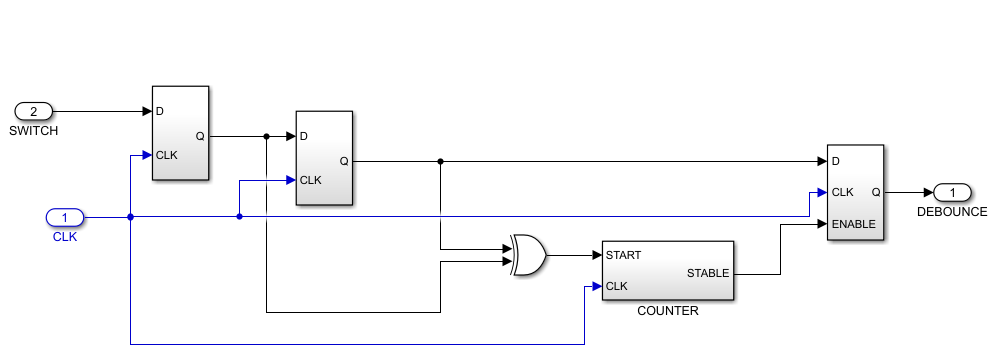 D
Q
CLK
2
SWITCH
D
Q
CLK
D
CLK
Q
ENABLE
1
DEBOUNCE
1
CLK
START
STABLE
CLK
COUNTER